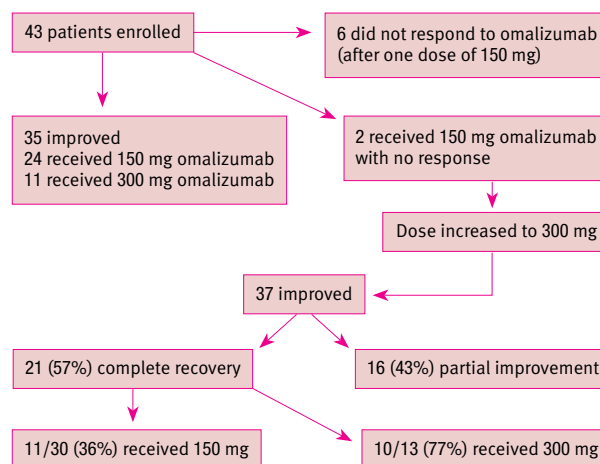 43 patients enrolled
6 did not respond to omalizumab
(after one dose of 150 mg)
35 improved
24 received 150 mg omalizumab
11 received 300 mg omalizumab
2 received 150 mg omalizumab
with no response
Dose increased to 300 mg
37 improved
21 (57%) complete recovery
16 (43%) partial improvement
11/30 (36%) received 150 mg
10/13 (77%) received 300 mg